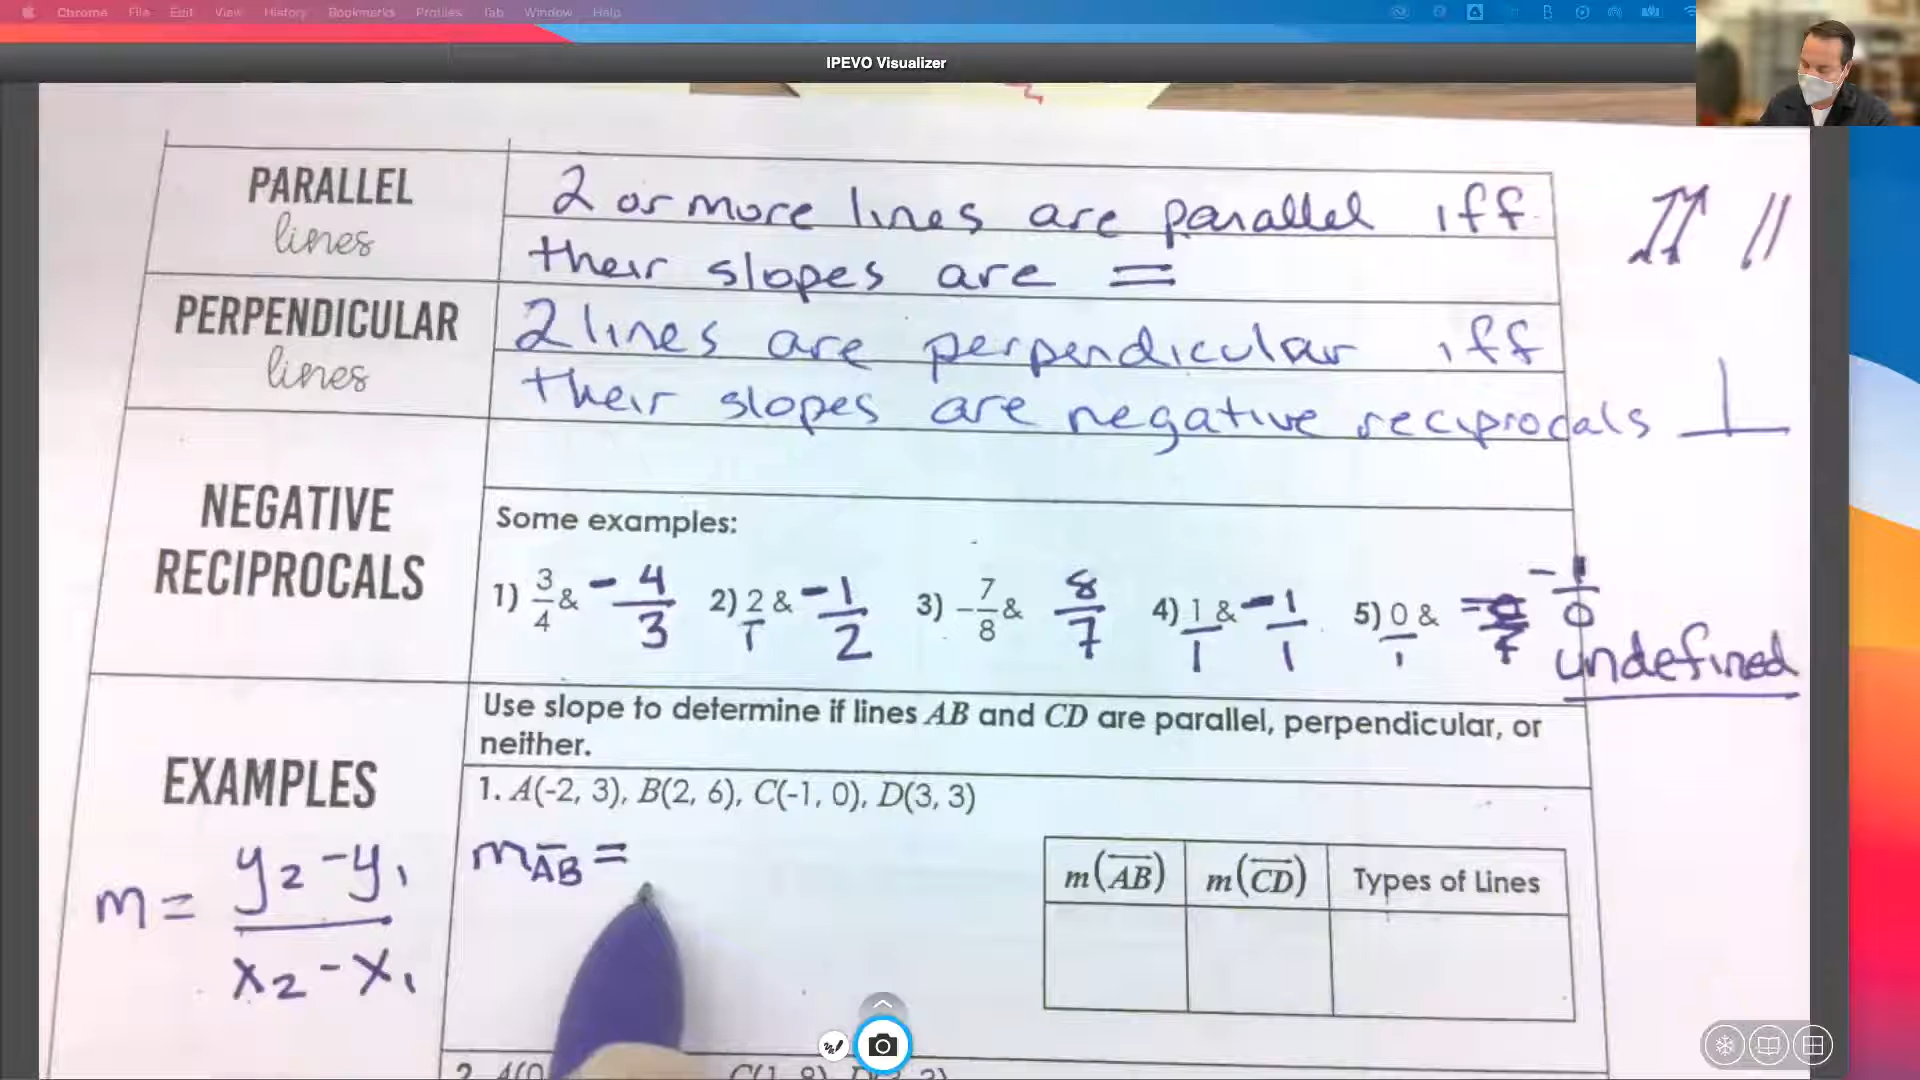 Chrome File Edit View History Bookmarks Profiles Tab Window Help
IPEVO Visualizer
PARALLEL
lines
2 or more lines are parallel iff
their slopes are =
PERPENDICULAR
lines
2 lines are perpendicular iff
their slopes are negative reciprocals ⊥
NEGATIVE
RECIPROCALS
Some examples:
1) 3/4 & -4/3 2) 2/1 & -1/2 3) -7/8 & 8/7 4) 1/1 & -1/1 5) 0/1 & -1/0
undefined
EXAMPLES
Use slope to determine if lines AB and CD are parallel, perpendicular, or
neither.
1. A(-2, 3), B(2, 6), C(-1, 0), D(3, 3)
m = y₂ - y₁ / x₂ - x₁
m AB =
m(AB) m(CD) Types of Lines